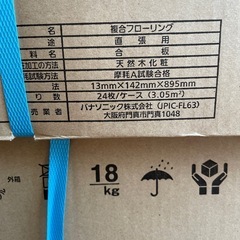 複合フローリング
途 直張用
料 合板
面加工の方法 天然木化粧
耗試験方法 摩耗A試験合格
法 13mm×142mm×895mm
り数 24枚/ケース (3.05㎡)
売業者 パナソニック株式会社 (JPIC-FL63)
大阪府門真市門真1048
外箱
18
kg